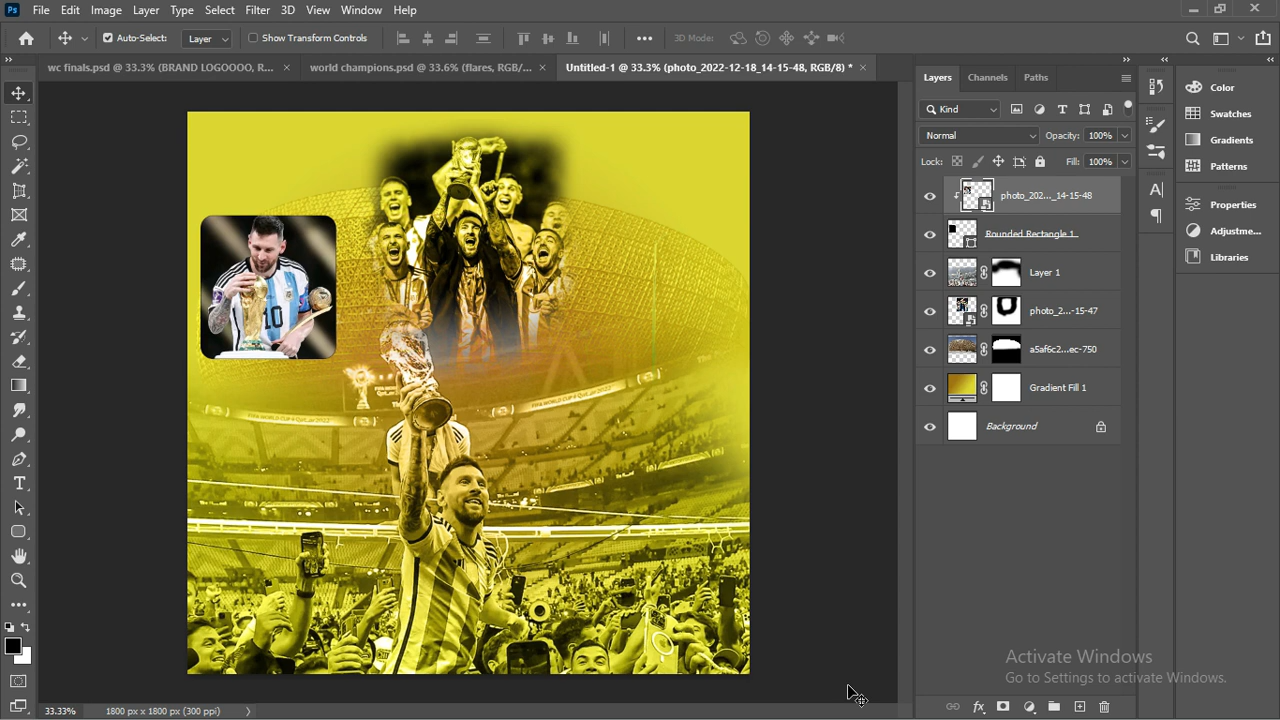 Ps File Edit Image Layer Type Select Filter 3D View Window Help
Auto-Select: Layer Show Transform Controls 3D Mode:
wc finals.psd @ 33.3% (BRAND LOGOOOO, R... world champions.psd @ 33.6% (flares, RGB/... Untitled-1 @ 33.3% (photo_2022-12-18_14-15-48, RGB/8) *
Layers Channels Paths
Kind
Normal Opacity: 100%
Lock: Fill: 100%
photo_202..._14-15-48
Rounded Rectangle 1
Layer 1
photo_2...-15-47
a5af6c2...ec-750
Gradient Fill 1
Background
Color
Swatches
Gradients
Patterns
Properties
Adjustme...
Libraries
10
FIFA WORLD CUP
Activate Windows
Go to Settings to activate Windows.
33.33% 1800 px x 1800 px (300 ppi)